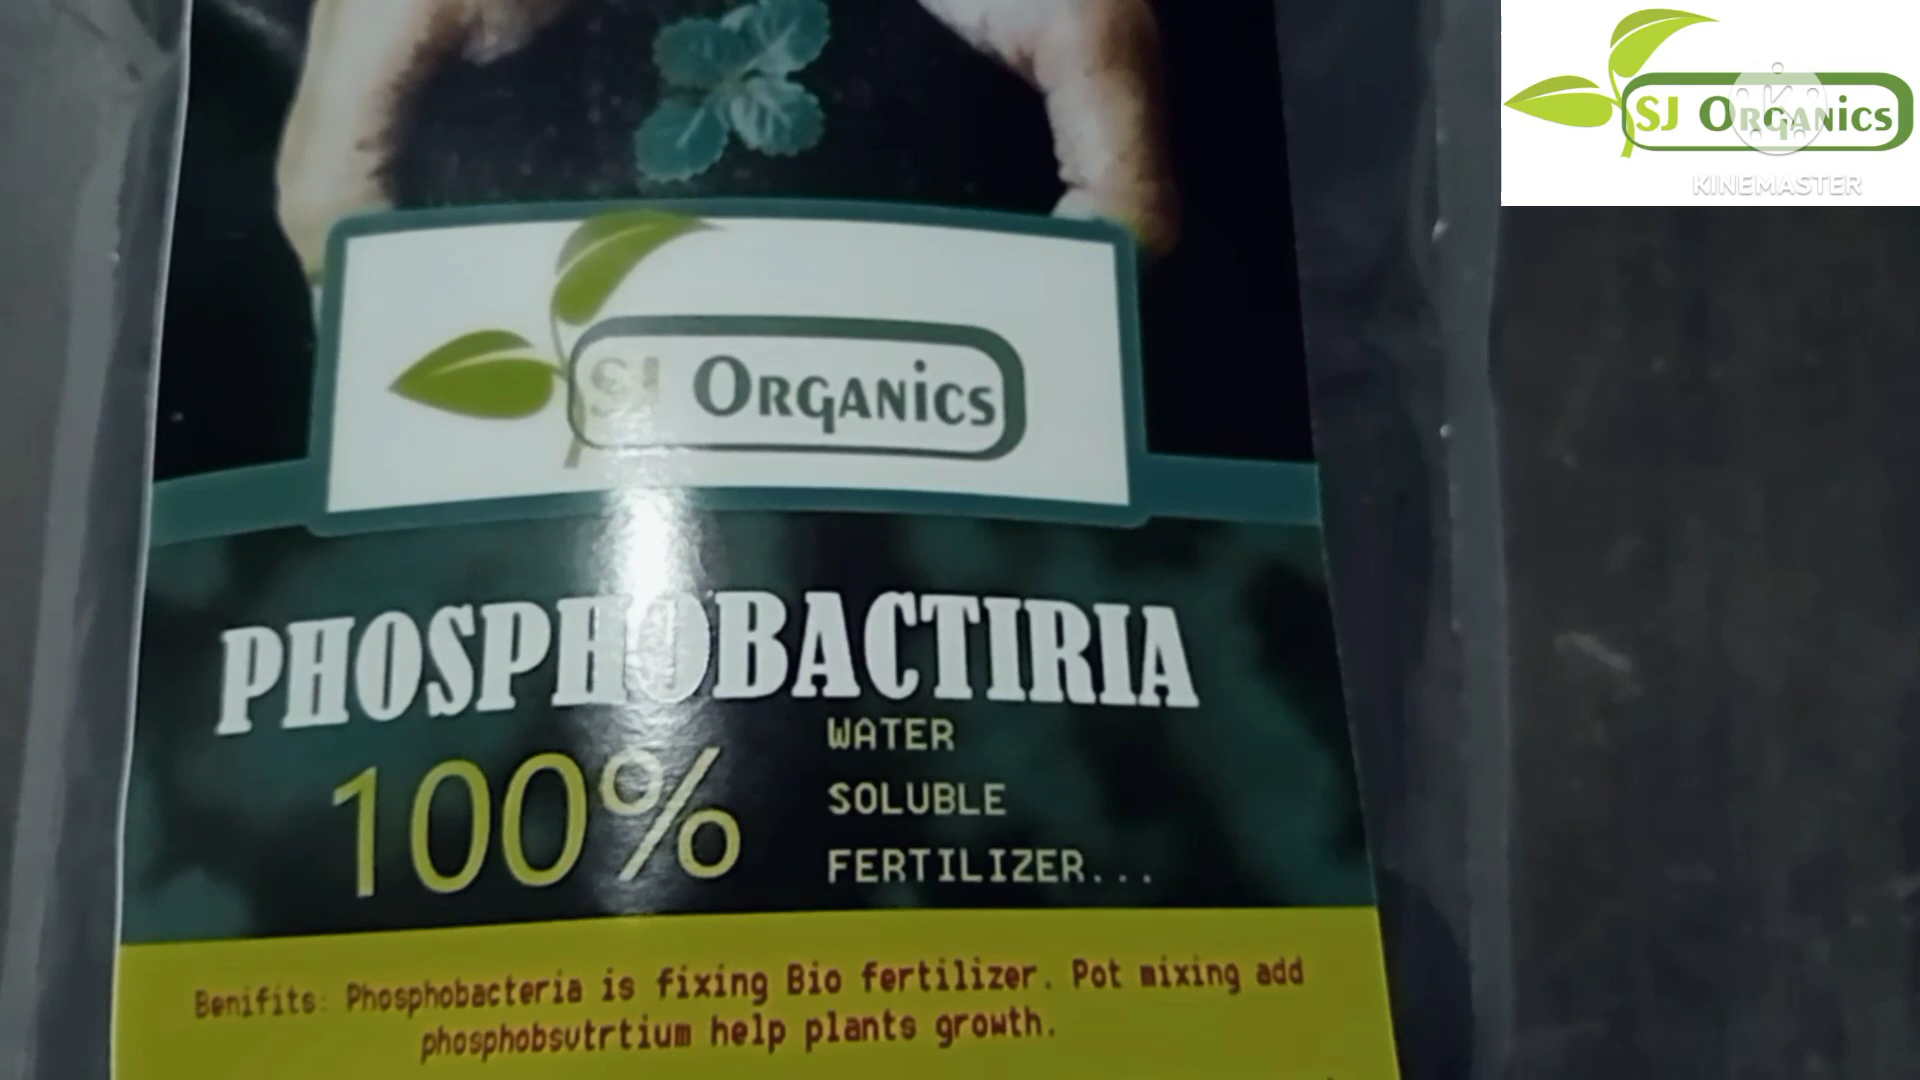 SJ Organics
KINEMASTER
SJ Organics
PHOSPHOBACTIRIA
100%
WATER
SOLUBLE
FERTILIZER...
Benifits: Phosphobacteria is fixing Bio fertilizer. Pot mixing add
phosphobsvtrtium help plants growth.